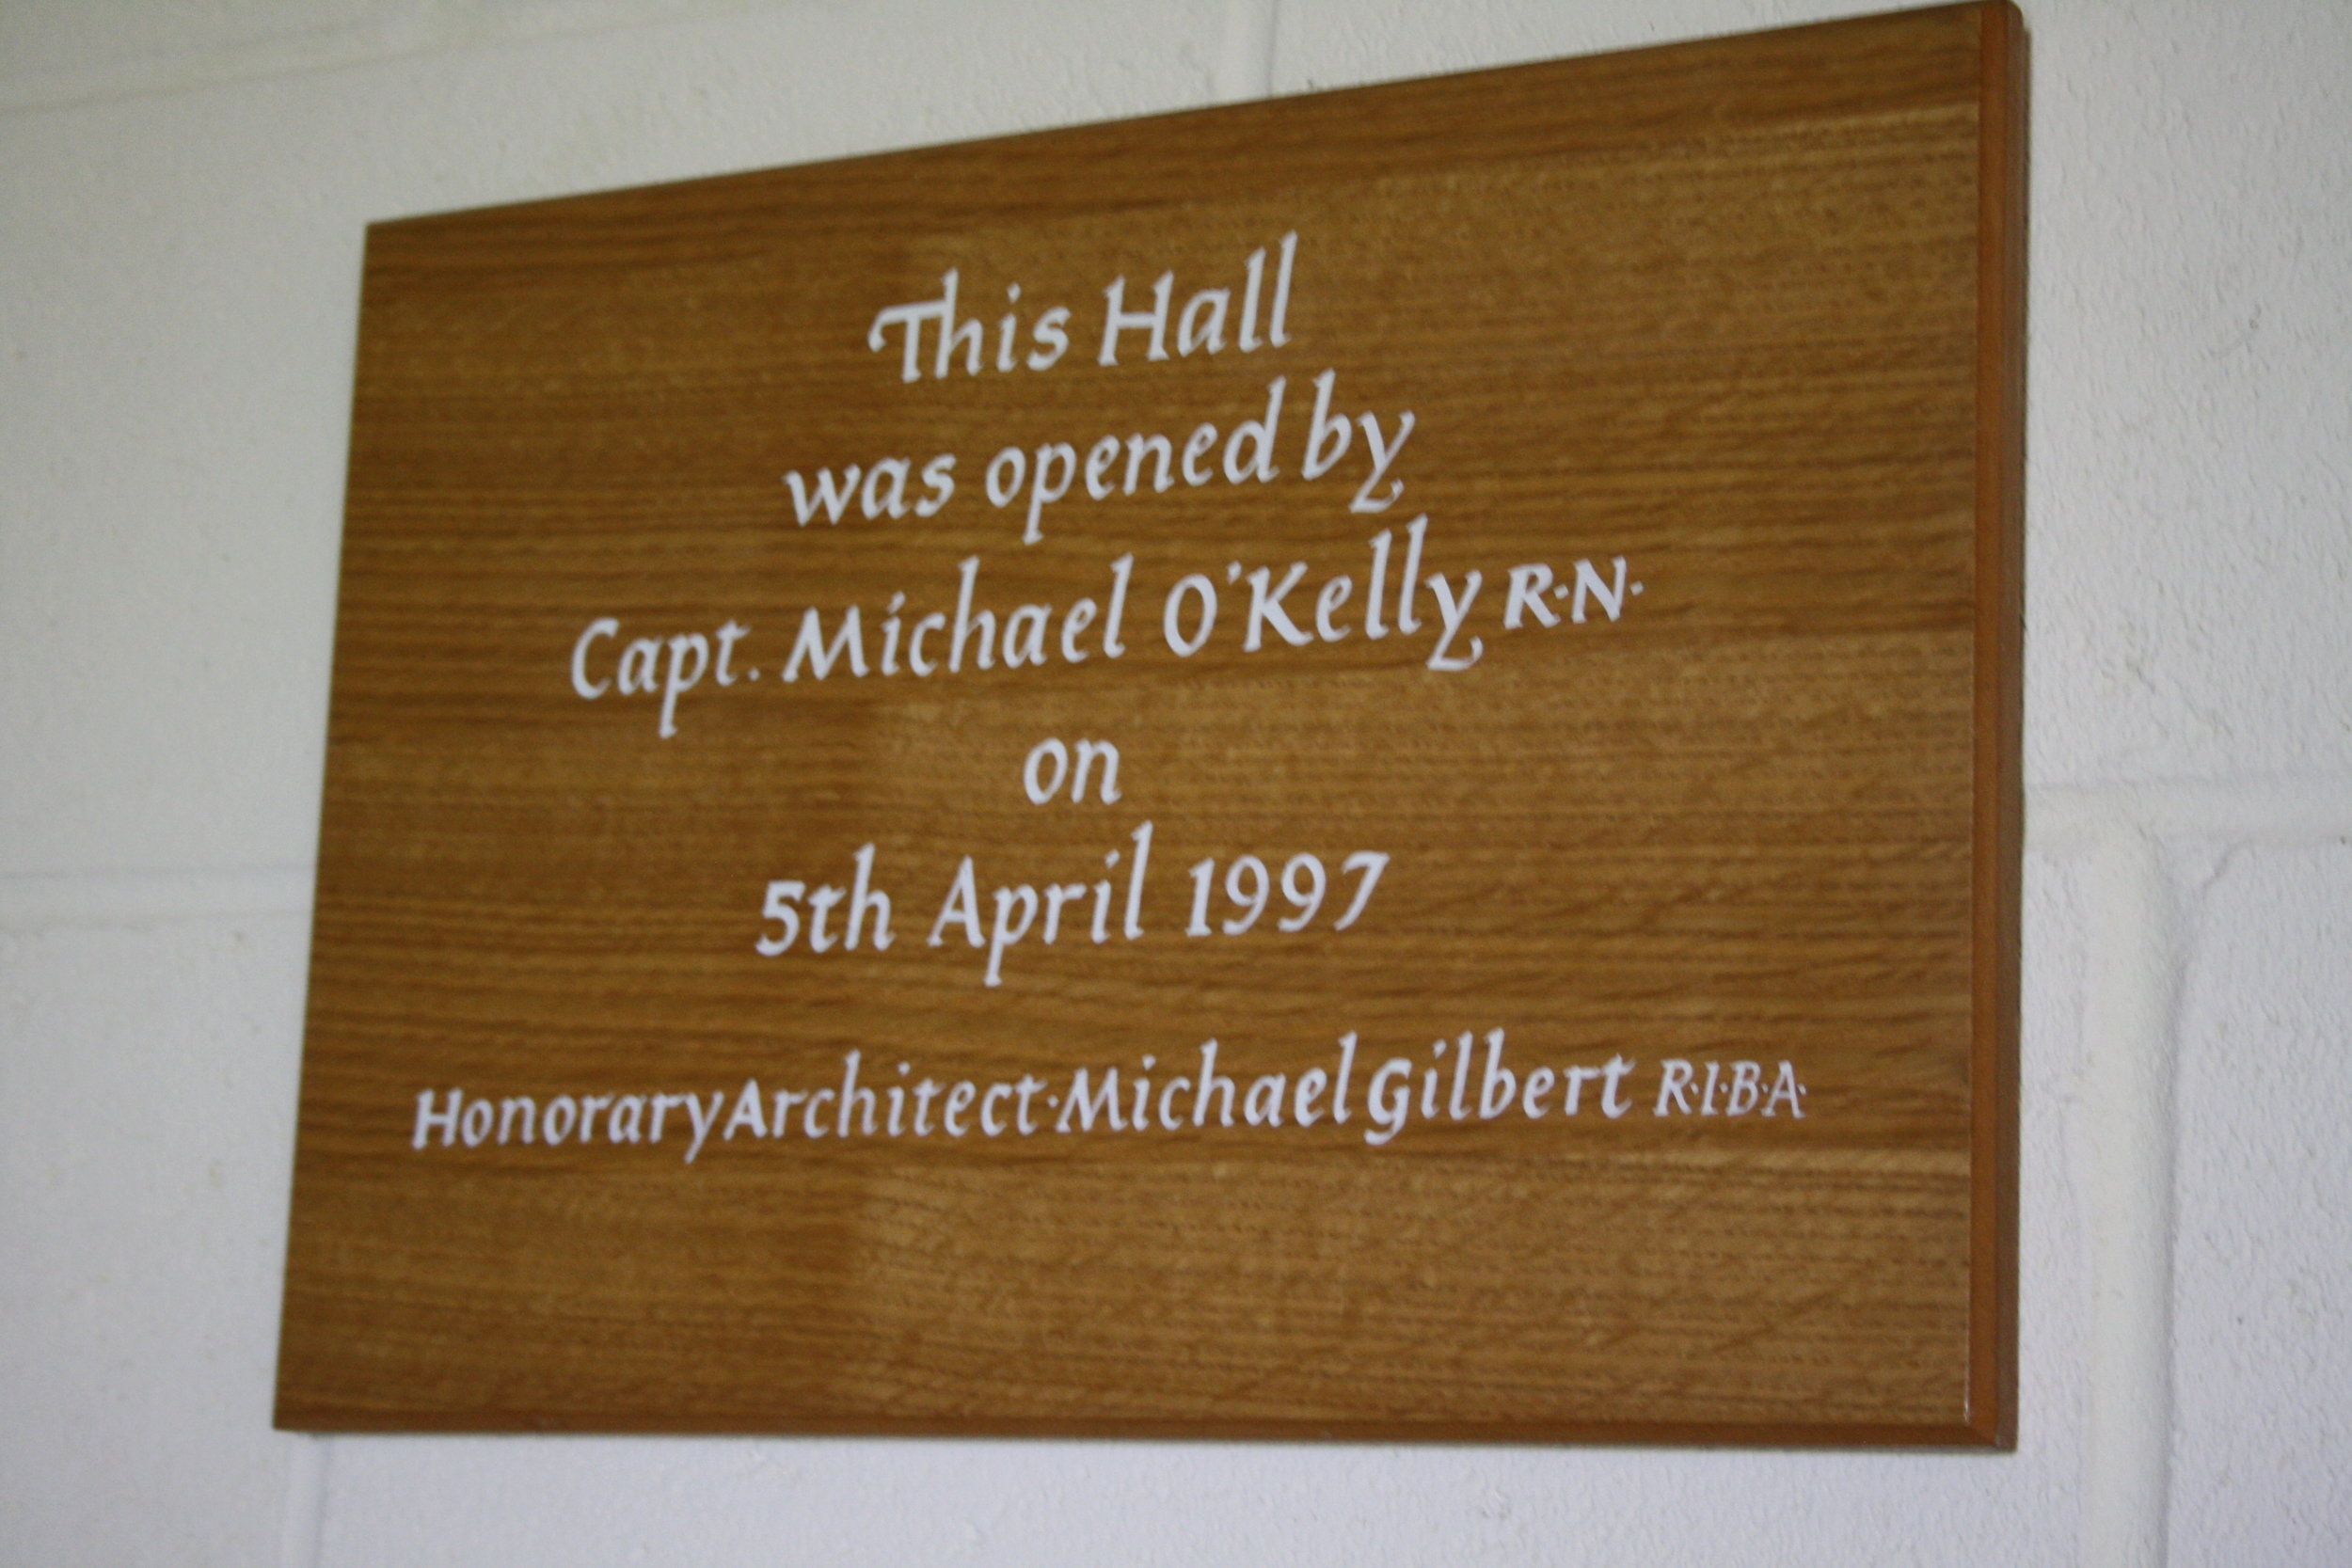 This Hall
was opened by
Capt. Michael O'Kelly R·N·
on
5th April 1997
Honorary Architect·Michael Gilbert R·I·B·A·